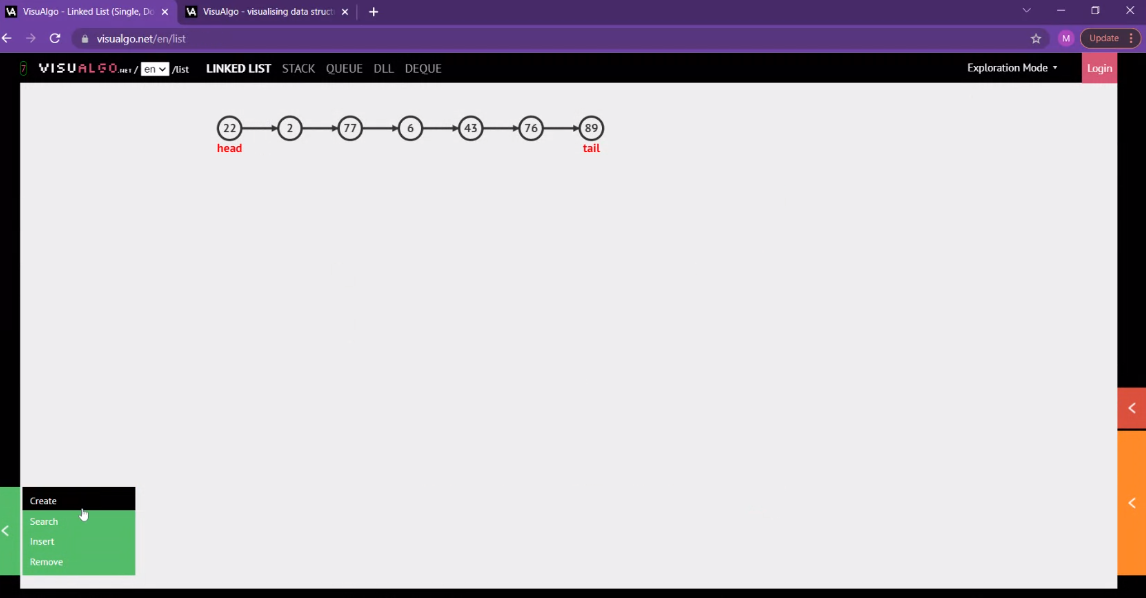 VisuAlgo - Linked List (Single, Do
VisuAlgo - visualising data struct
visualgo.net/en/list
M
Update
7 VISUALGO.NET / en /list LINKED LIST STACK QUEUE DLL DEQUE Exploration Mode Login
22 2 77 6 43 76 89
head tail
Create
Search
Insert
Remove